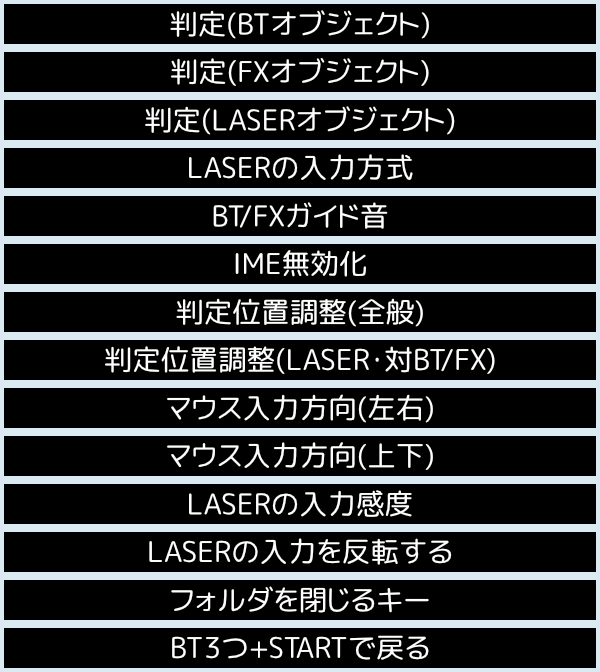 判定(BTオブジェクト)
判定(FXオブジェクト)
判定(LASERオブジェクト)
LASERの入力方式
BT/FXガイド音
IME無効化
判定位置調整(全般)
判定位置調整(LASER·対BT/FX)
マウス入力方向(左右)
マウス入力方向(上下)
LASERの入力感度
LASERの入力を反転する
フォルダを閉じるキー
BT3つ+STARTで戻る